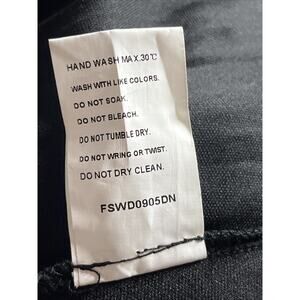 HAND WASH MAX.30℃
WASH WITH LIKE COLORS.
DO NOT SOAK.
DO NOT BLEACH.
DO NOT TUMBLE DRY.
DO NOT WRING OR TWIST.
DO NOT DRY CLEAN.
FSWD0905DN